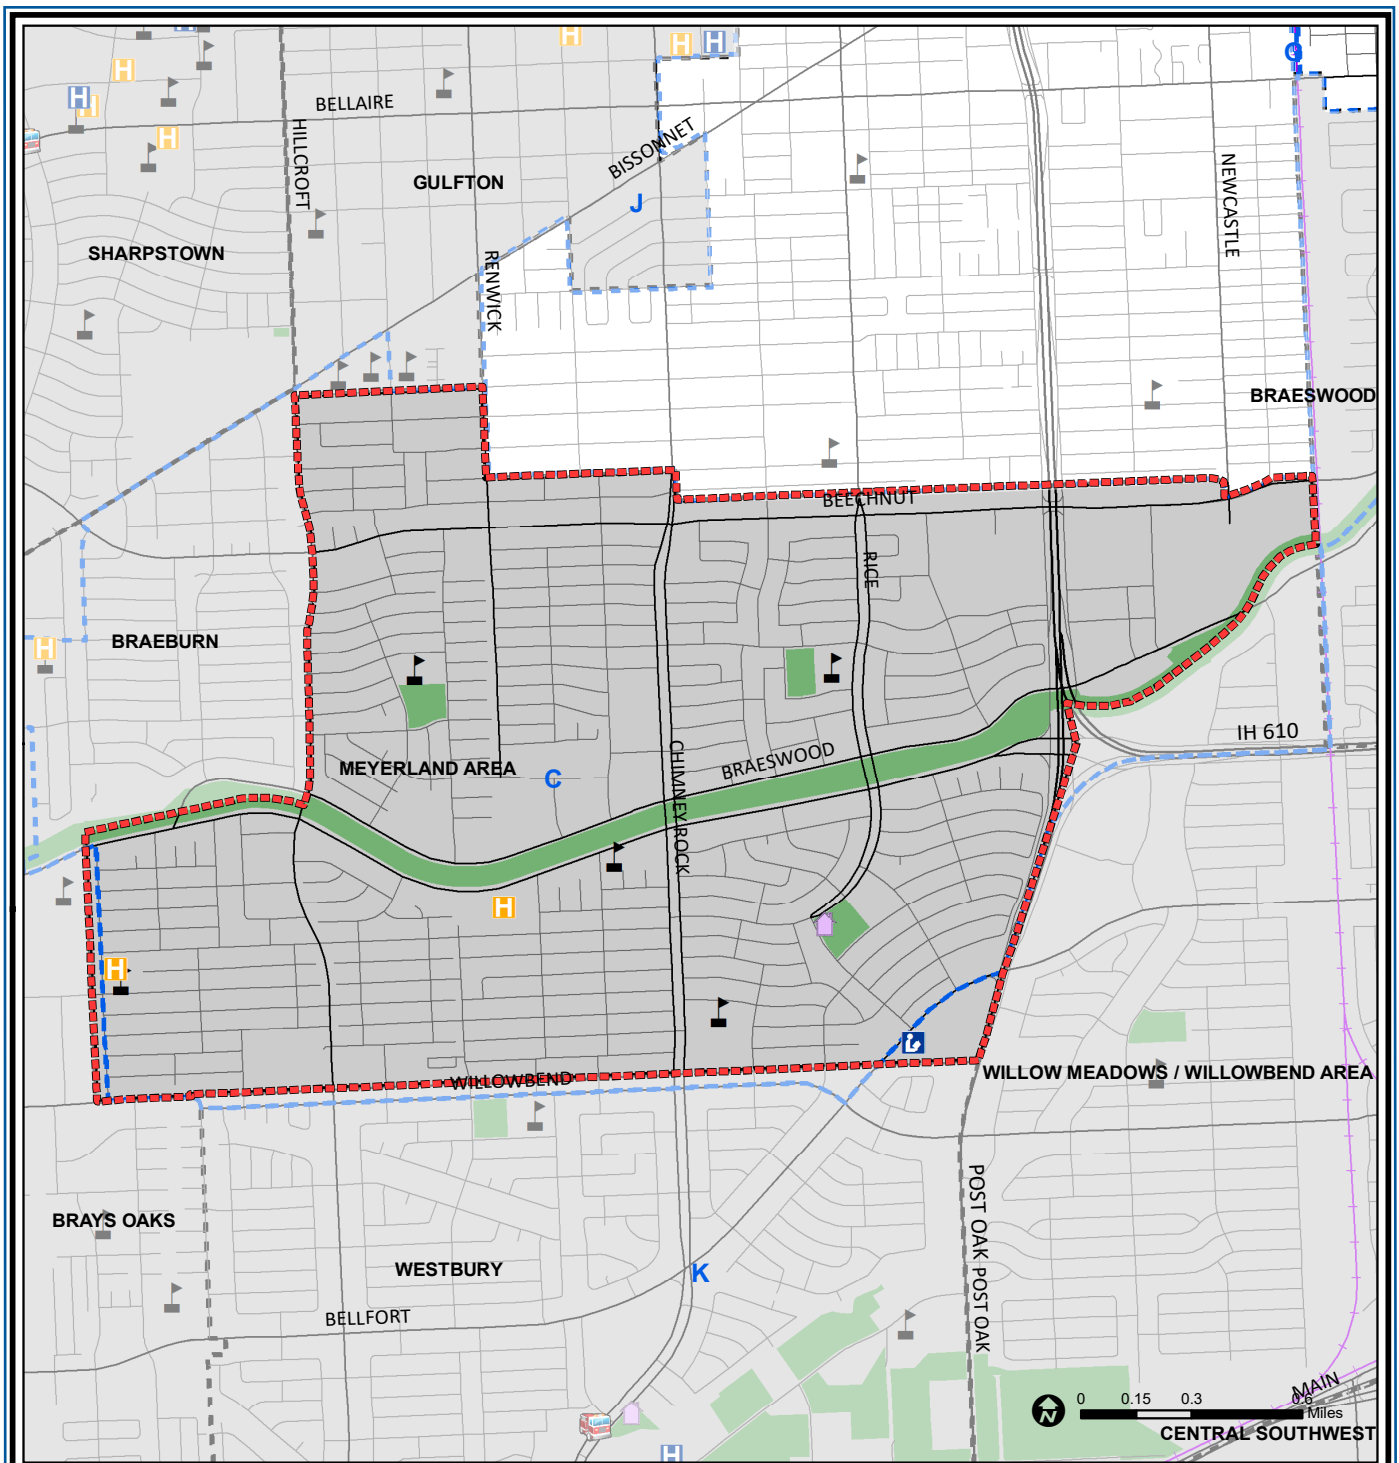 H
H
H
G
H
H
H
H
BELLAIRE
HILLCROFT
BISSONNET
NEWCASTLE
GULFTON
J
SHARPSTOWN
RENWICK
BRAESWOOD
BEECHNUT
RICE
BRAEBURN
H
IH 610
CHIMNEY ROCK
BRAESWOOD
MEYERLAND AREA
C
H
H
WILLOWBEND
WILLOW MEADOWS / WILLOWBEND AREA
POST OAK
POST OAK
BRAYS OAKS
WESTBURY
K
BELLFORT
MAIN
N
0 0.15 0.3 0.6
Miles
CENTRAL SOUTHWEST
H